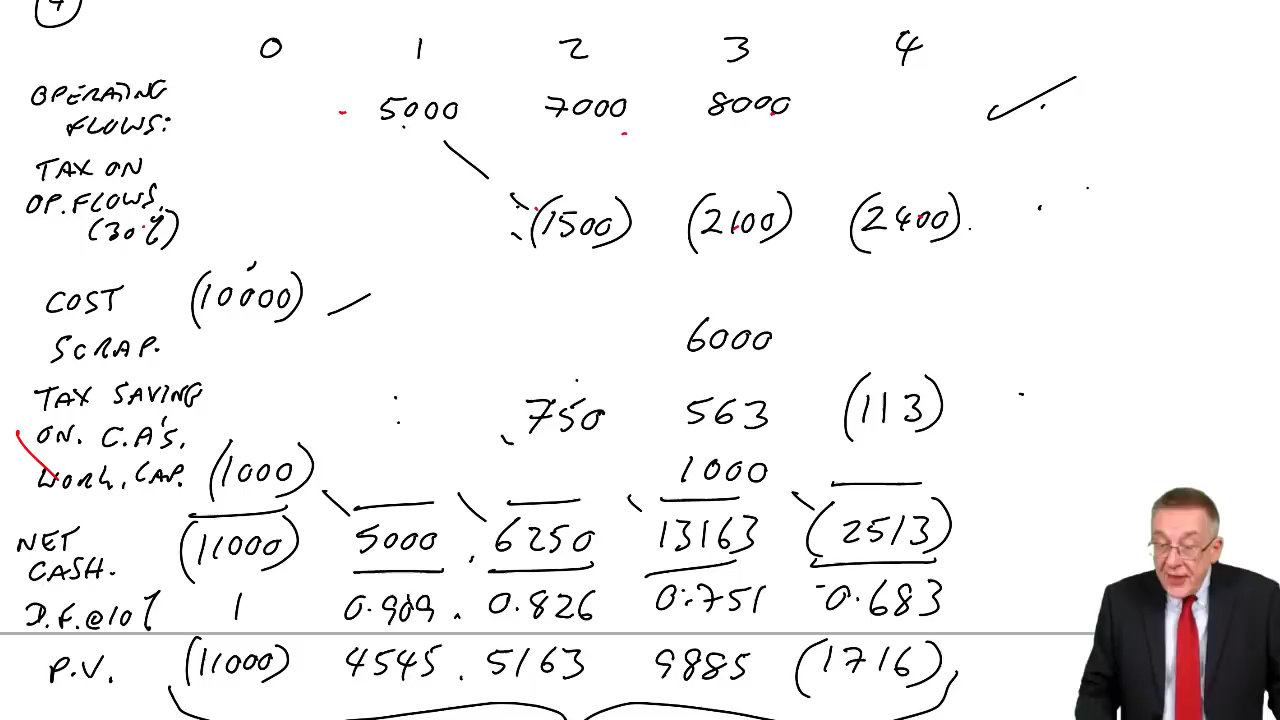 4
0 1 2 3 4
OPERATING
FLOWS: 5000 7000 8000
TAX ON
OP. FLOWS.
(30%) (1500) (2100) (2400)
COST (10000)
SCRAP. 6000
TAX SAVING
ON. C.A'S. 750 563 (113)
WORK. CAP. (1000) 1000
NET
CASH. (11000) 5000 6250 13163 (2513)
D.F.@10% 1 0.909 0.826 0.751 0.683
P.V. (11000) 4545 5163 9885 (1716)